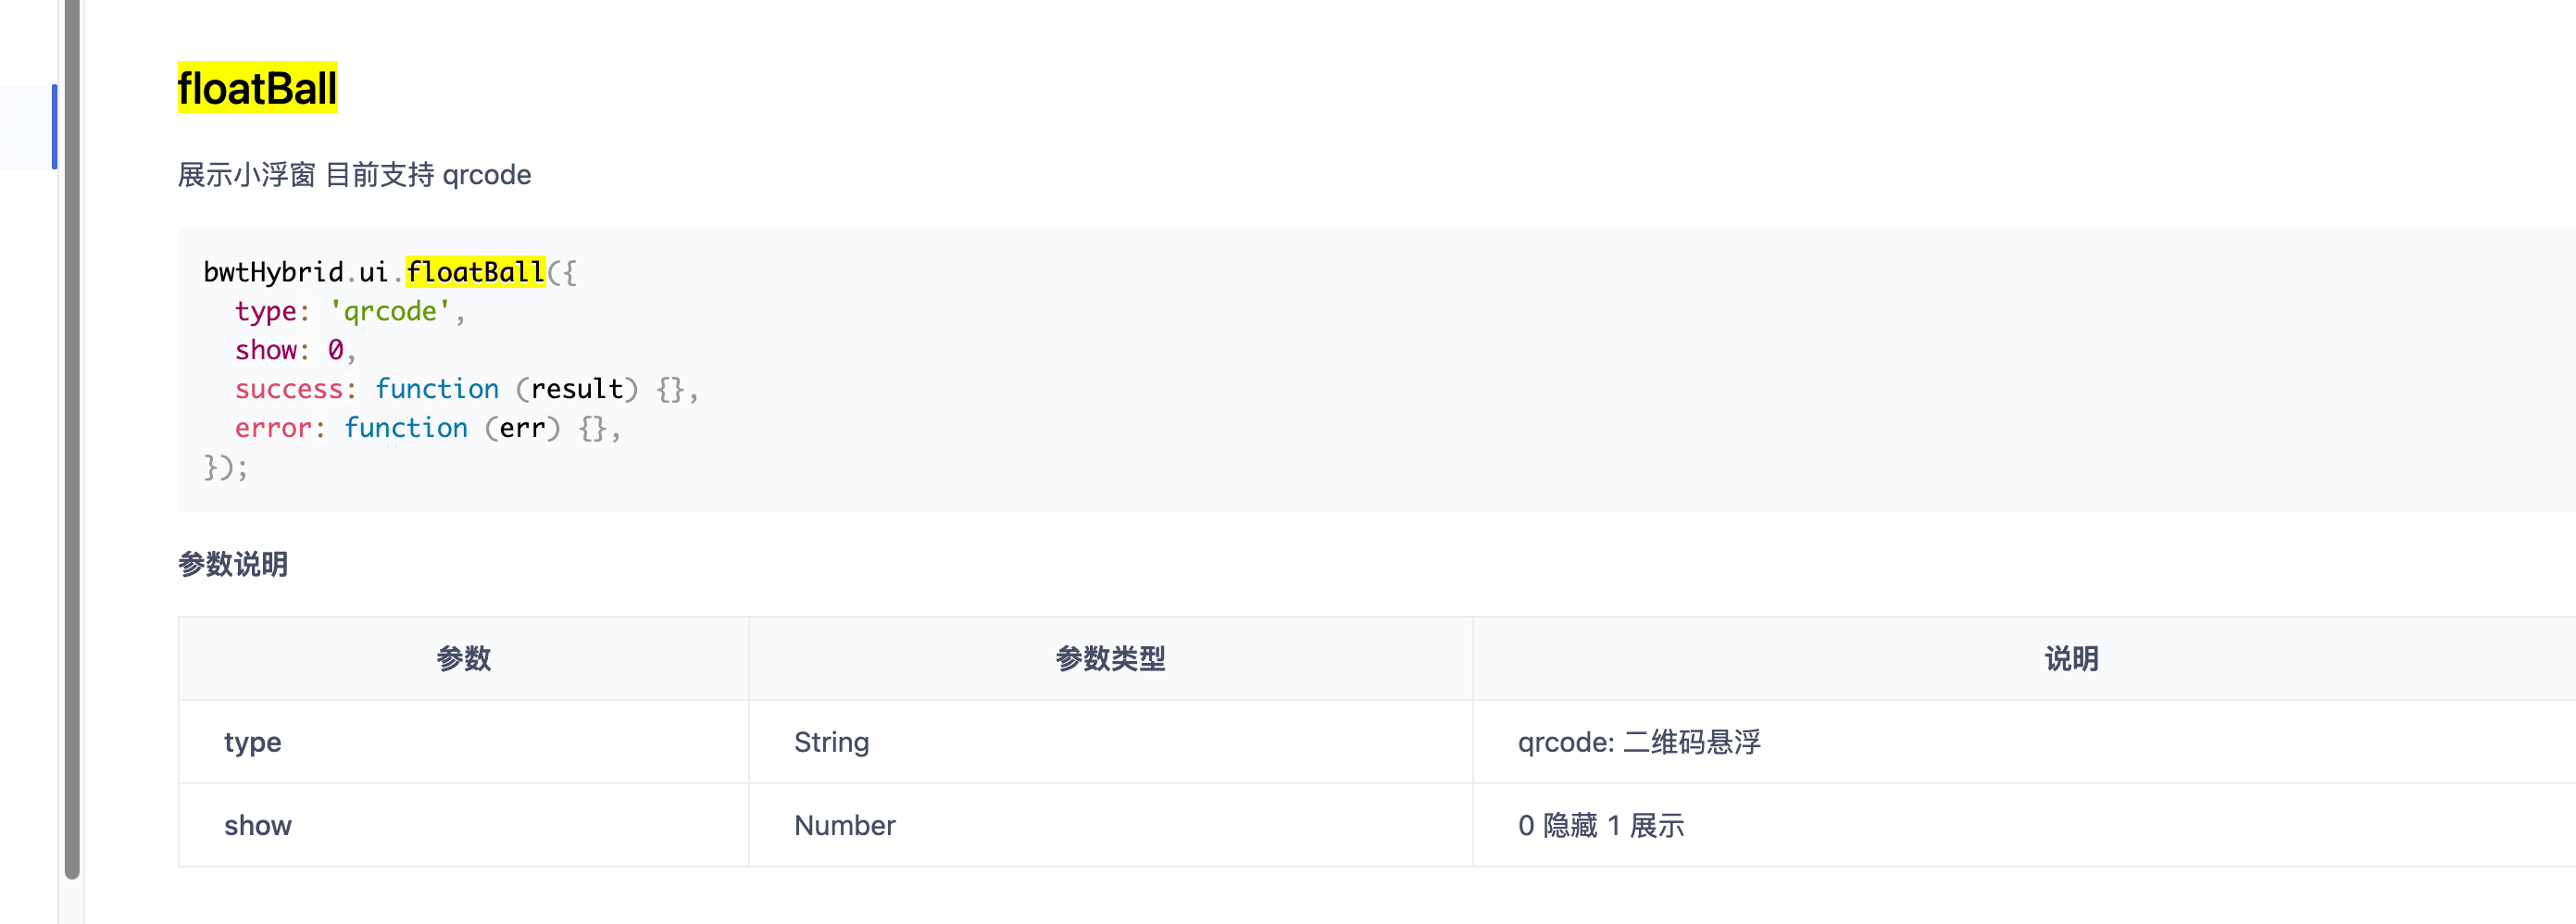 floatBall
展示小浮窗 目前支持 qrcode
bwtHybrid.ui.floatBall({
  type: 'qrcode',
  show: 0,
  success: function (result) {},
  error: function (err) {},
});
参数说明
参数 参数类型 说明
type String qrcode: 二维码悬浮
show Number 0 隐藏 1 展示